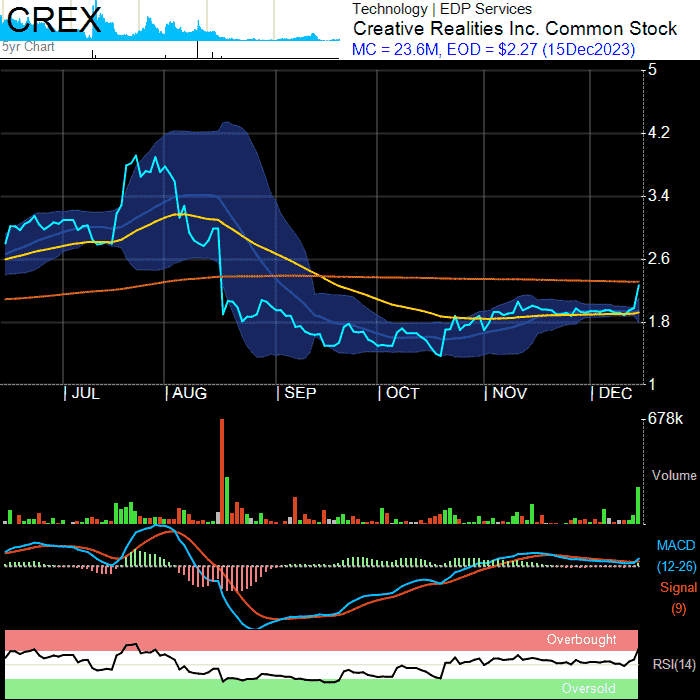 CREX
5yr Chart
Technology | EDP Services
Creative Realities Inc. Common Stock
MC = 23.6M, EOD = $2.27 (15Dec2023)
5
4.2
3.4
2.6
1.8
1
| JUL | AUG | SEP | OCT | NOV | DEC
678k
Volume
MACD
(12-26)
Signal
(9)
Overbought
RSI(14)
Oversold